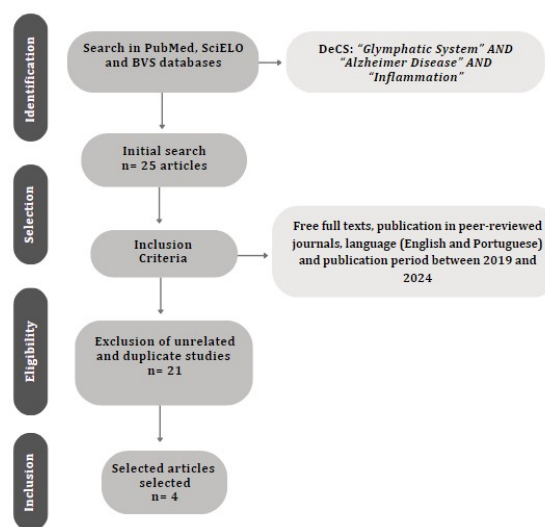 Identification
Search in PubMed, SciELO
and BVS databases
DeCS: “Glymphatic System” AND
“Alzheimer Disease” AND
“Inflammation”
Initial search
n= 25 articles
Selection
Inclusion
Criteria
Free full texts, publication in peer-reviewed
journals, language (English and Portuguese)
and publication period between 2019 and
2024
Eligibility
Exclusion of unrelated
and duplicate studies
n= 21
Inclusion
Selected articles
selected
n= 4